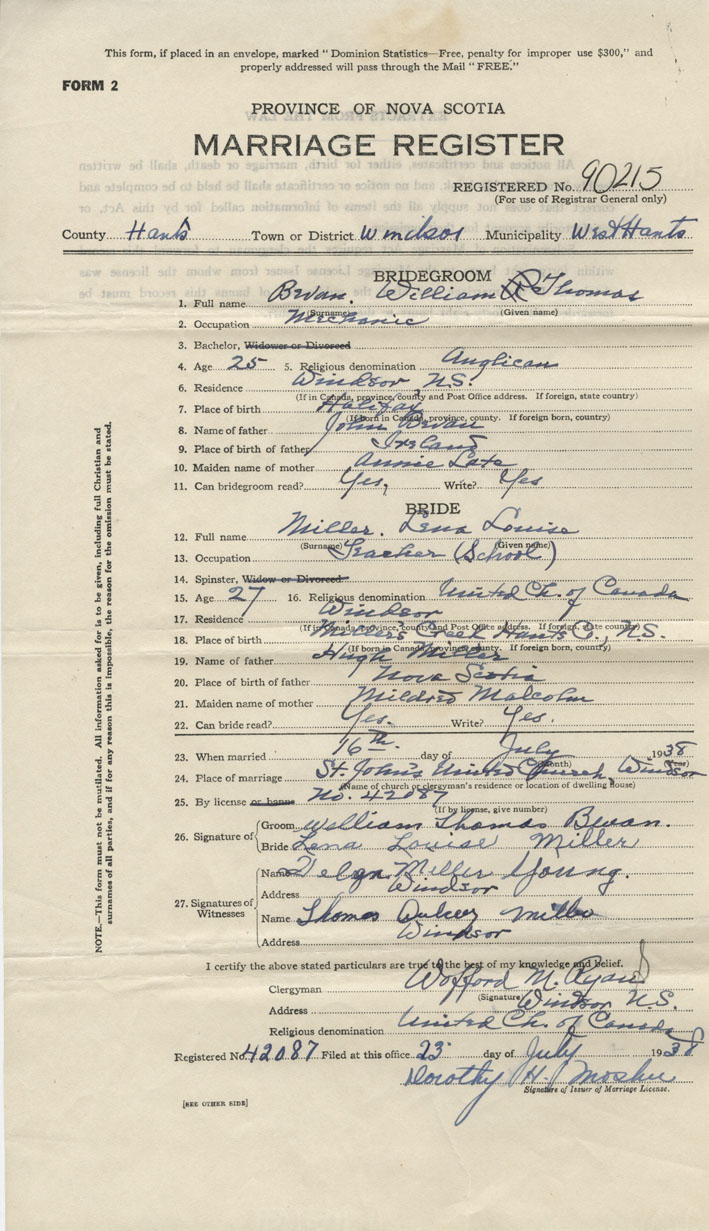 This form, if placed in an envelope, marked “Dominion Statistics—Free, penalty for improper use $300,” and
properly addressed will pass through the Mail “FREE.”
FORM 2
PROVINCE OF NOVA SCOTIA
MARRIAGE REGISTER
REGISTERED No. 90215
(For use of Registrar General only)
County Hants Town or District Windsor Municipality West Hants
BRIDEGROOM
1. Full name Bevan. William Thomas
(Surname) (Given name)
2. Occupation Mechanic
3. Bachelor, Widower or Divorced
4. Age 25 5. Religious denomination Anglican
6. Residence Windsor, N.S.
(If in Canada, province, county and Post Office address. If foreign, state country)
7. Place of birth Halifax
(If born in Canada, province, county. If foreign born, country)
8. Name of father John Bevan
9. Place of birth of father Ireland
10. Maiden name of mother Annie
11. Can bridegroom read? Yes, Write? Yes
BRIDE
12. Full name Miller. Lena Louise
(Surname) (Given name)
13. Occupation Teacher (School)
14. Spinster, Widow or Divorced
15. Age 27 16. Religious denomination United Ch. of Canada
17. Residence Windsor
(If in Canada, province, county and Post Office address. If foreign, state country)
18. Place of birth Creek Hants Co., N.S.
(If born in Canada, province, county. If foreign born, country)
19. Name of father Hugh Miller
20. Place of birth of father Nova Scotia
21. Maiden name of mother Mildred Malcolm
22. Can bride read? Yes. Write? Yes.
23. When married 16th. day of July 1938
(Month) (Year)
24. Place of marriage St. John's United Church, Windsor
(Name of church or clergyman's residence or location of dwelling house)
25. By license or banns No. 42087
(If by license, give number)
26. Signature of Groom William Thomas Bevan.
Bride Lena Louise Miller
27. Signatures of Witnesses
Name Miller Young.
Address Windsor
Name Thomas Miller
Address Windsor
I certify the above stated particulars are true to the best of my knowledge and belief.
Clergyman M. Ryan
(Signature)
Address Windsor N.S.
Religious denomination United Ch. of Canada
Registered No. 42087 Filed at this office 23 day of July 1938
Dorothy H. Mosher
Signature of Issuer of Marriage License.
[SEE OTHER SIDE]
NOTE.—This form must not be mutilated. All information asked for is to be given, including full Christian and
surnames of all parties, and if for any reason this is impossible, the reason for the omission must be stated.